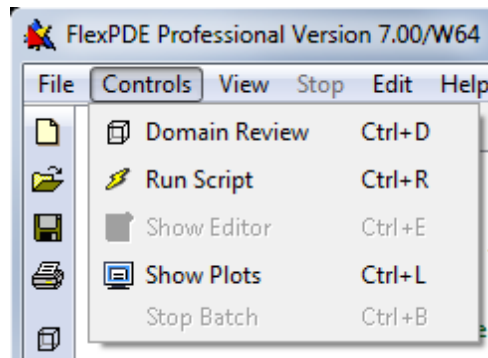 FlexPDE Professional Version 7.00/W64
File Controls View Stop Edit Help
Domain Review Ctrl+D
Run Script Ctrl+R
Show Editor Ctrl+E
Show Plots Ctrl+L
Stop Batch Ctrl+B